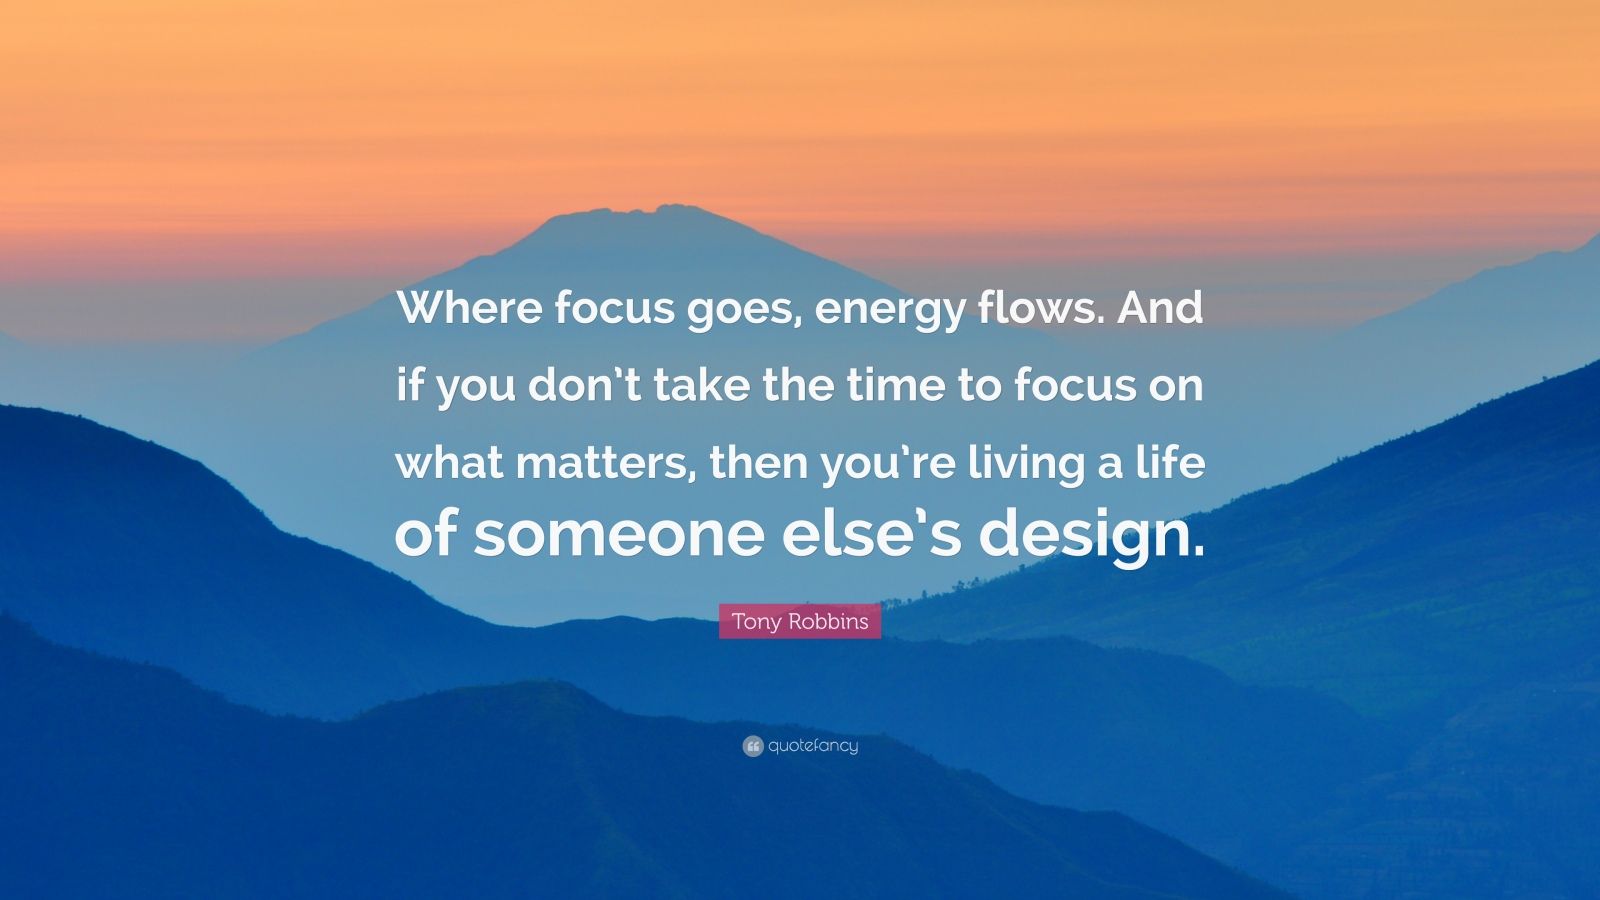 Where focus goes, energy flows. And
if you don’t take the time to focus on
what matters, then you’re living a life
of someone else’s design.
Tony Robbins
quotefancy